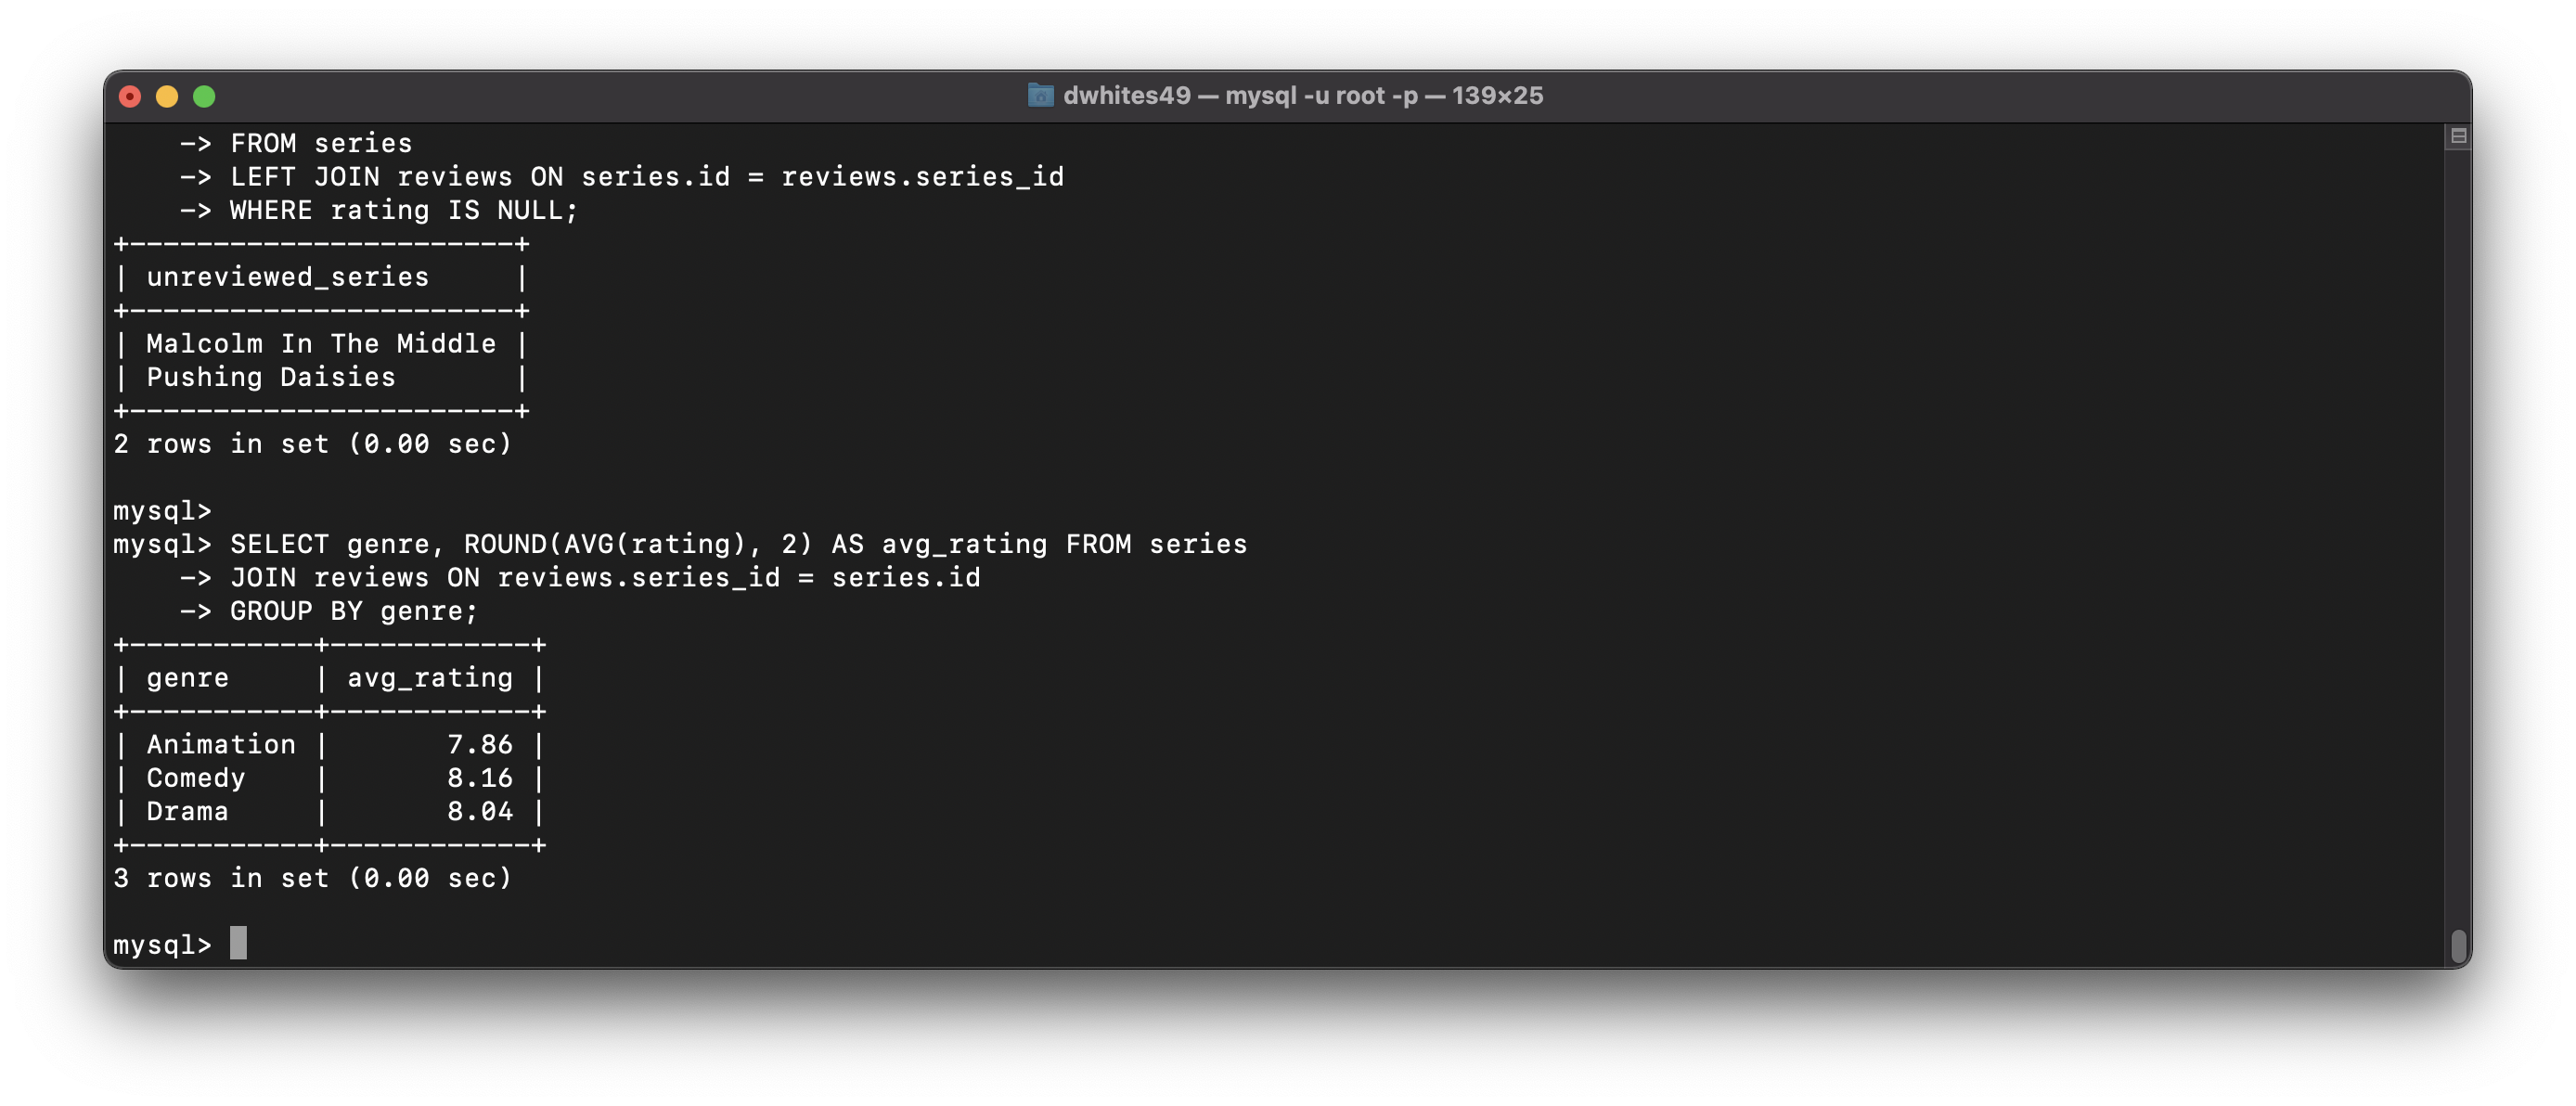 dwhites49 — mysql -u root -p — 139×25
    -> FROM series
    -> LEFT JOIN reviews ON series.id = reviews.series_id
    -> WHERE rating IS NULL;
+-----------------------+
| unreviewed_series     |
+-----------------------+
| Malcolm In The Middle |
| Pushing Daisies       |
+-----------------------+
2 rows in set (0.00 sec)

mysql>
mysql> SELECT genre, ROUND(AVG(rating), 2) AS avg_rating FROM series
    -> JOIN reviews ON reviews.series_id = series.id
    -> GROUP BY genre;
+-----------+------------+
| genre     | avg_rating |
+-----------+------------+
| Animation |       7.86 |
| Comedy    |       8.16 |
| Drama     |       8.04 |
+-----------+------------+
3 rows in set (0.00 sec)

mysql>